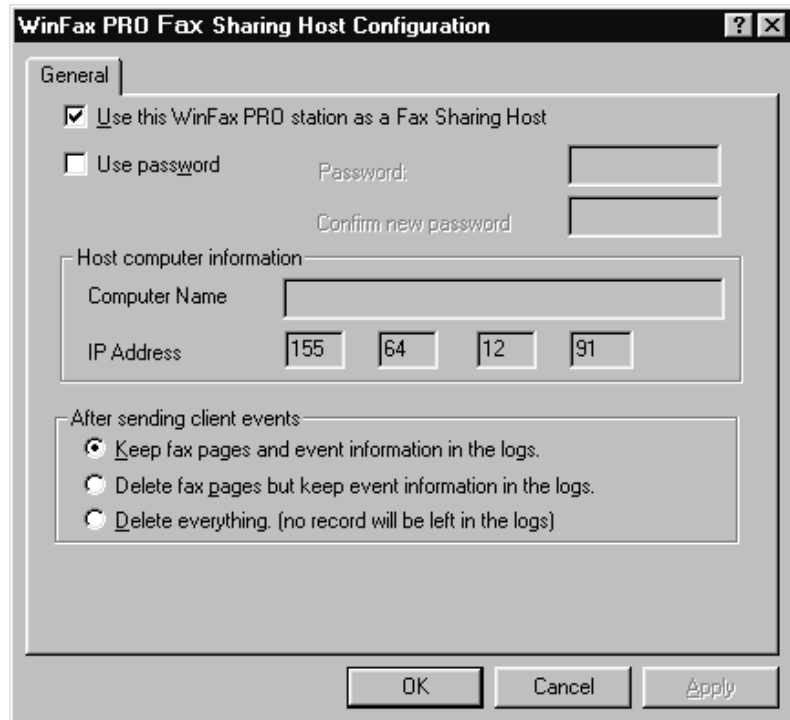 WinFax PRO Fax Sharing Host Configuration
General
Use this WinFax PRO station as a Fax Sharing Host
Use password
Password:
Confirm new password
Host computer information
Computer Name
IP Address 155 64 12 91
After sending client events
Keep fax pages and event information in the logs.
Delete fax pages but keep event information in the logs.
Delete everything. (no record will be left in the logs)
OK Cancel Apply